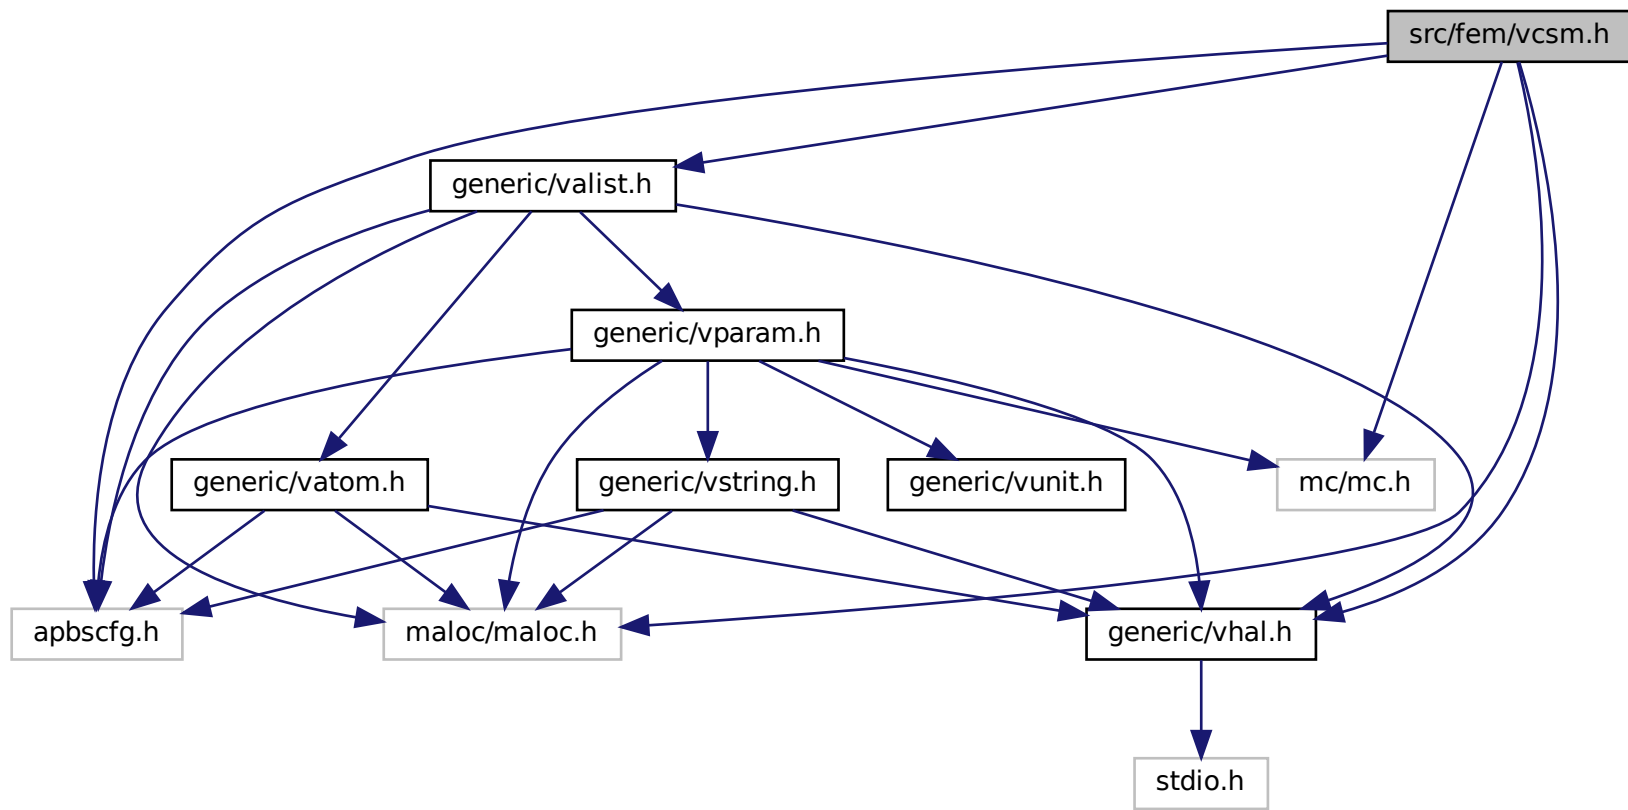 src/fem/vcsm.h
generic/valist.h
generic/vparam.h
generic/vatom.h
generic/vstring.h
generic/vunit.h
mc/mc.h
apbscfg.h
maloc/maloc.h
generic/vhal.h
stdio.h